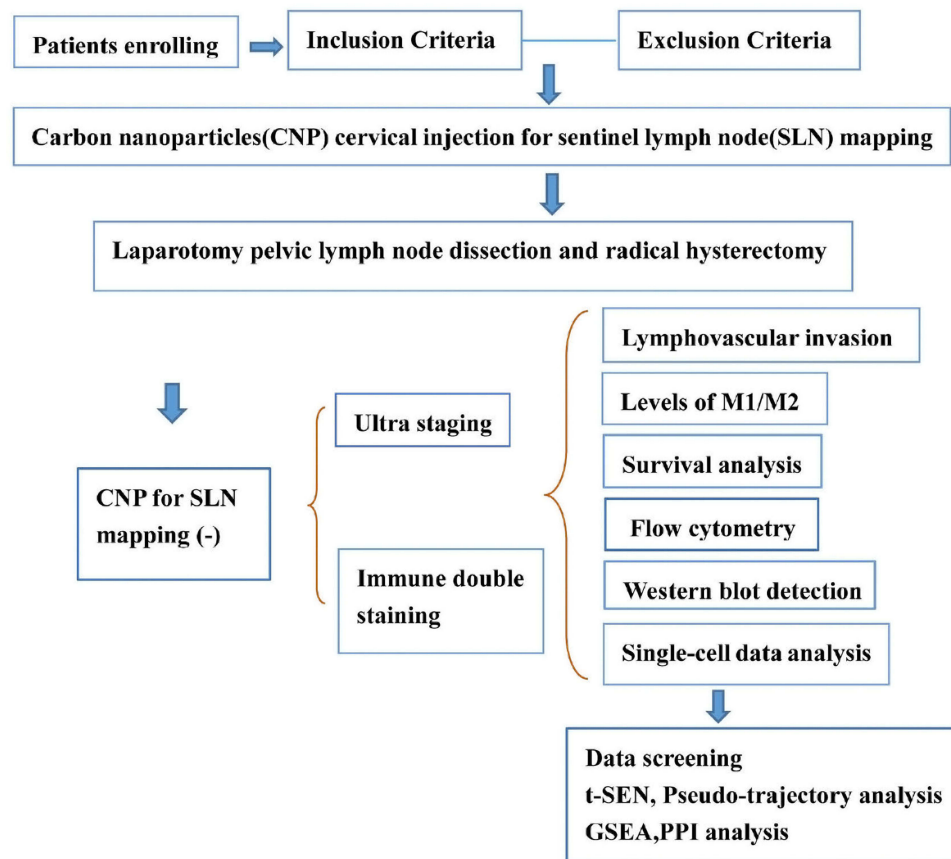 Patients enrolling
Inclusion Criteria
Exclusion Criteria
Carbon nanoparticles(CNP) cervical injection for sentinel lymph node(SLN) mapping
Laparotomy pelvic lymph node dissection and radical hysterectomy
CNP for SLN
mapping (-)
Ultra staging
Immune double
staining
Lymphovascular invasion
Levels of M1/M2
Survival analysis
Flow cytometry
Western blot detection
Single-cell data analysis
Data screening
t-SEN, Pseudo-trajectory analysis
GSEA,PPI analysis